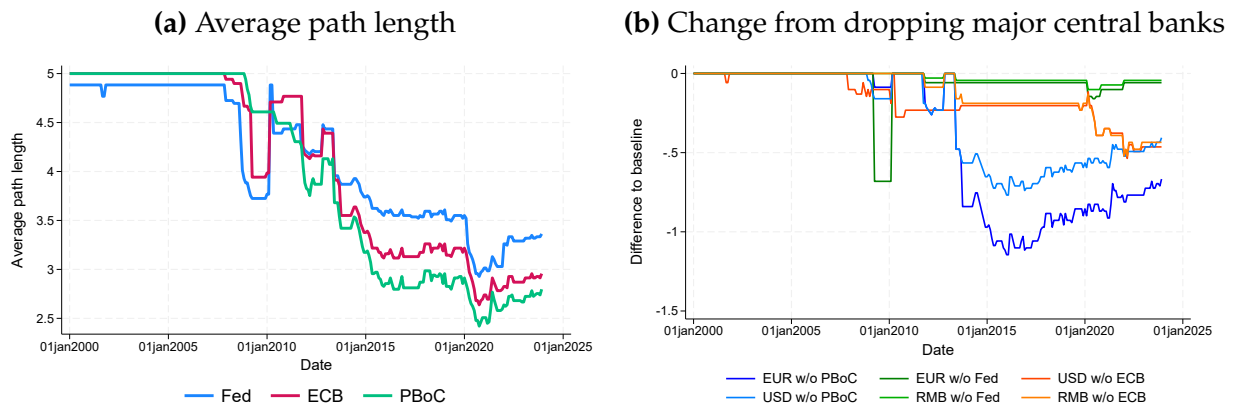 (a) Average path length
5
4.5
4
3.5
3
2.5
Average path length
01jan2000 01jan2005 01jan2010 01jan2015 01jan2020 01jan2025
Date
Fed ECB PBoC
(b) Change from dropping major central banks
0
-.5
-1
-1.5
Difference to baseline
01jan2000 01jan2005 01jan2010 01jan2015 01jan2020 01jan2025
Date
EUR w/o PBoC EUR w/o Fed USD w/o ECB
USD w/o PBoC RMB w/o Fed RMB w/o ECB